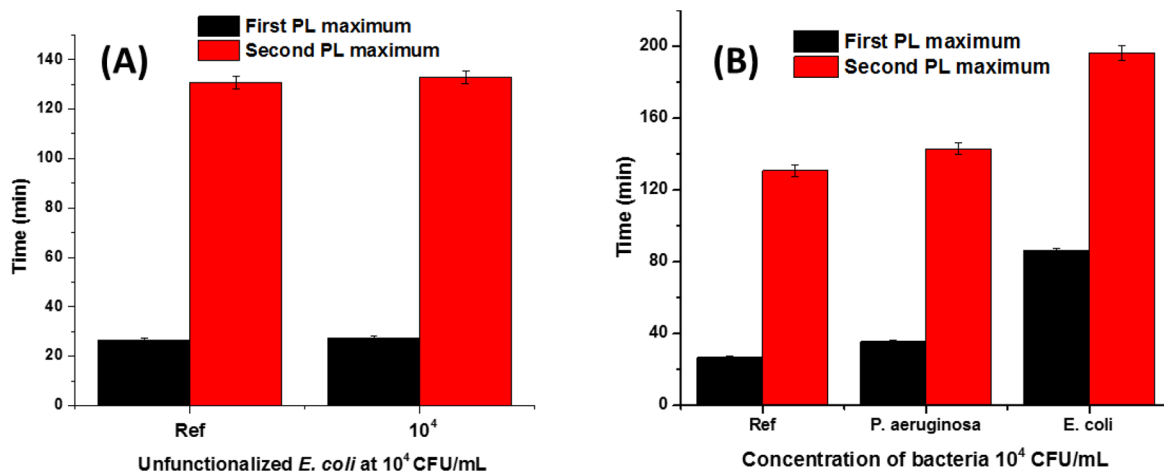 (A)
First PL maximum
Second PL maximum
Time (min)
140
120
100
80
60
40
20
0
Ref
10⁴
Unfunctionalized E. coli at 10⁴ CFU/mL
(B)
First PL maximum
Second PL maximum
Time (min)
200
160
120
80
40
0
Ref
P. aeruginosa
E. coli
Concentration of bacteria 10⁴ CFU/mL